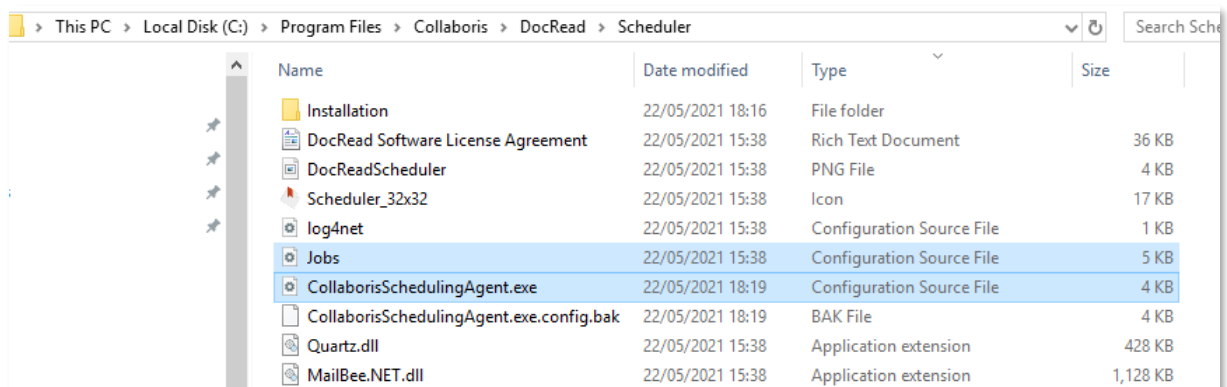 This PC > Local Disk (C:) > Program Files > Collaboris > DocRead > Scheduler Search Sche
Name Date modified Type Size
Installation 22/05/2021 18:16 File folder
DocRead Software License Agreement 22/05/2021 15:38 Rich Text Document 36 KB
DocReadScheduler 22/05/2021 15:38 PNG File 4 KB
Scheduler_32x32 22/05/2021 15:38 Icon 17 KB
log4net 22/05/2021 15:38 Configuration Source File 1 KB
Jobs 22/05/2021 15:38 Configuration Source File 5 KB
CollaborisSchedulingAgent.exe 22/05/2021 18:19 Configuration Source File 4 KB
CollaborisSchedulingAgent.exe.config.bak 22/05/2021 18:19 BAK File 4 KB
Quartz.dll 22/05/2021 15:38 Application extension 428 KB
MailBee.NET.dll 22/05/2021 15:38 Application extension 1,128 KB